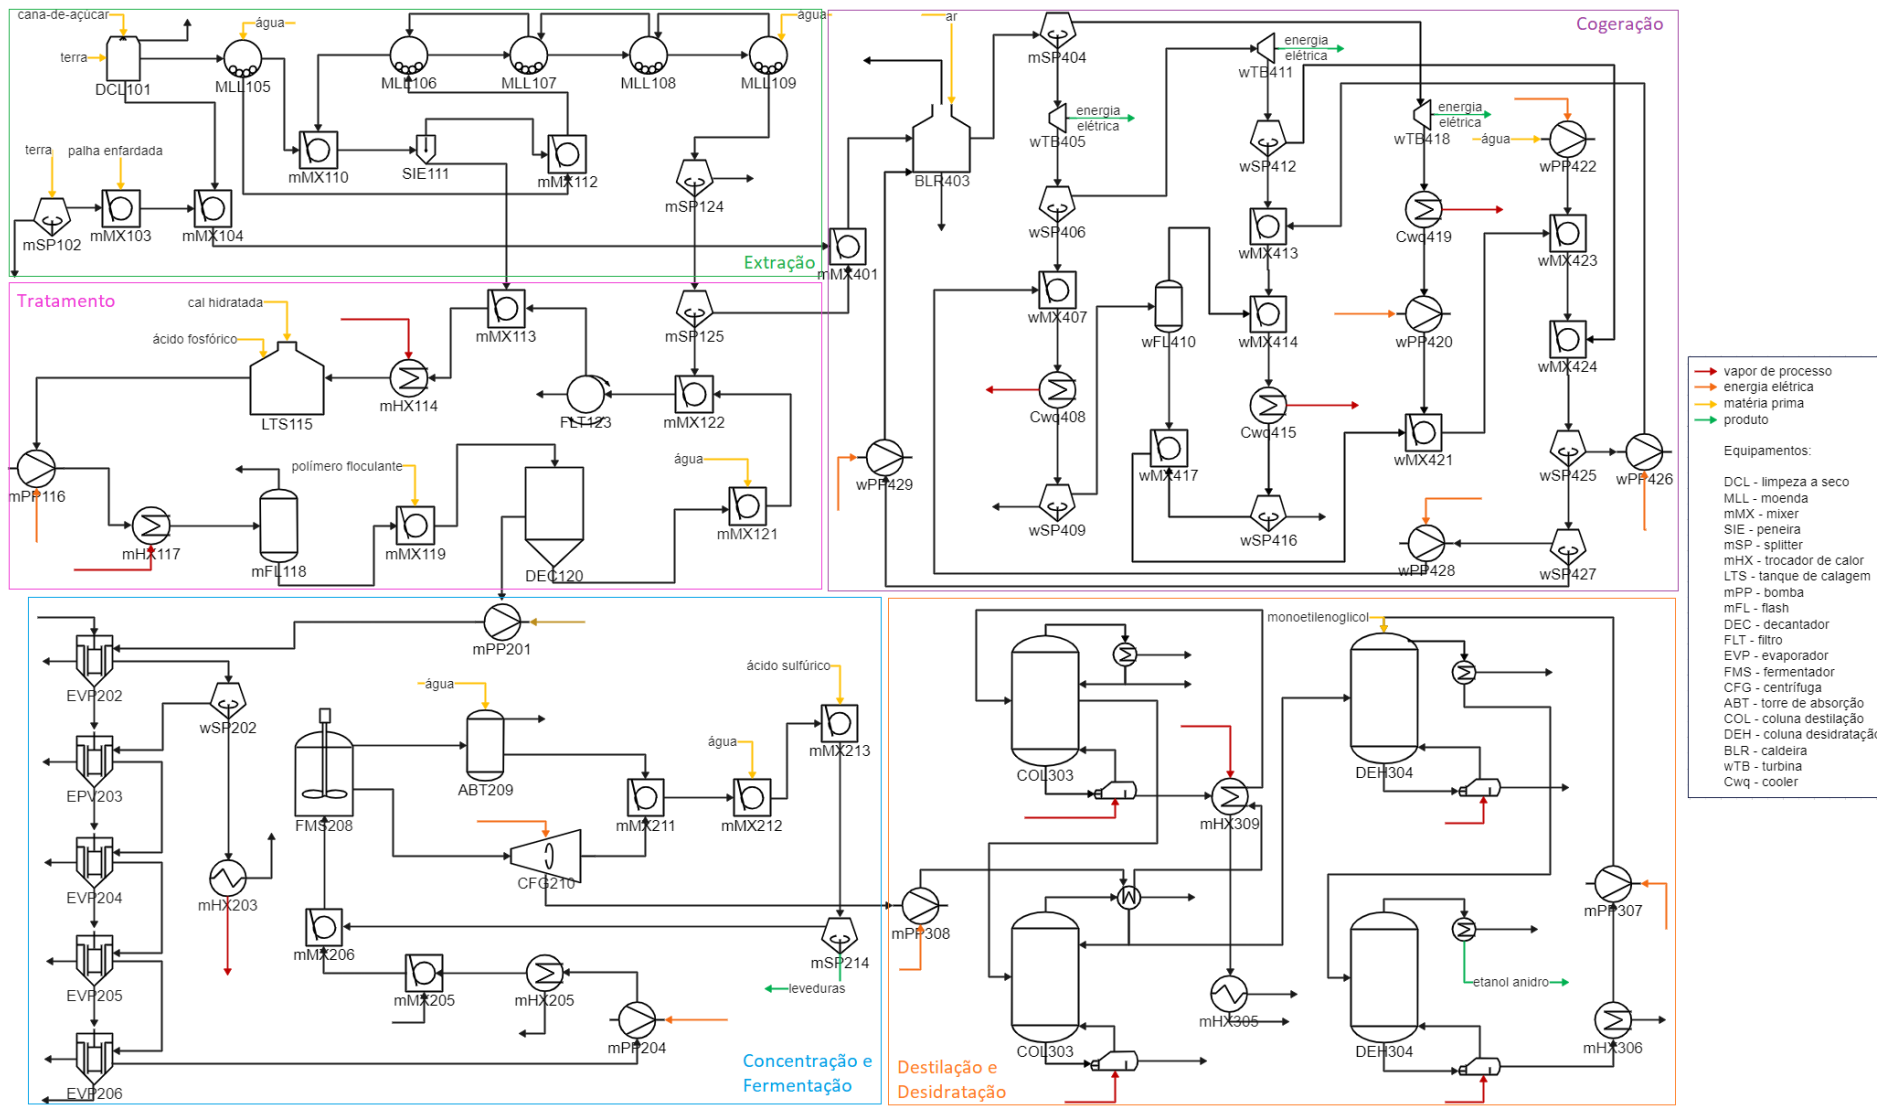 cana-de-açúcar
terra
DCL101
água
MLL105
MLL106
MLL107
MLL108
MLL109
água
terra
palha enfardada
mSP102
mMX103
mMX104
mMX110
SIE111
mMX112
mSP124
Extração
Tratamento
cal hidratada
ácido fosfórico
LTS115
mHX114
mMX113
mSP125
FLT123
mMX122
mPP116
mHX117
mFL118
polímero floculante
mMX119
DEC120
água
mMX121
Cogeração
ar
mMX401
BLR403
mSP404
energia
elétrica
wTB405
wSP406
wMX407
Cwq408
wSP409
wFL410
energia
elétrica
wTB411
wSP412
wMX413
wMX414
Cwq415
wSP416
wMX417
energia
elétrica
wTB418
Cwq419
wPP420
wMX421
água
wPP422
wMX423
wMX424
wSP425
wPP426
wSP427
wPP428
wPP429
mPP201
EVP202
wSP202
EPV203
EVP204
EVP205
EVP206
mHX203
FMS208
água
ABT209
CFG210
mMX211
água
mMX212
ácido sulfúrico
mMX213
mSP214
leveduras
mMX206
mMX205
mHX205
mPP204
Concentração e
Fermentação
COL303
mHX309
mPP308
COL303
mHX305
monoetilenoglicol
DEH304
DEH304
etanol anidro
mPP307
mHX306
Destilação e
Desidratação
vapor de processo
energia elétrica
matéria prima
produto
Equipamentos:
DCL - limpeza a seco
MLL - moenda
mMX - mixer
SIE - peneira
mSP - splitter
mHX - trocador de calor
LTS - tanque de calagem
mPP - bomba
mFL - flash
DEC - decantador
FLT - filtro
EVP - evaporador
FMS - fermentador
CFG - centrífuga
ABT - torre de absorção
COL - coluna destilação
DEH - coluna desidratação
BLR - caldeira
wTB - turbina
Cwq - cooler